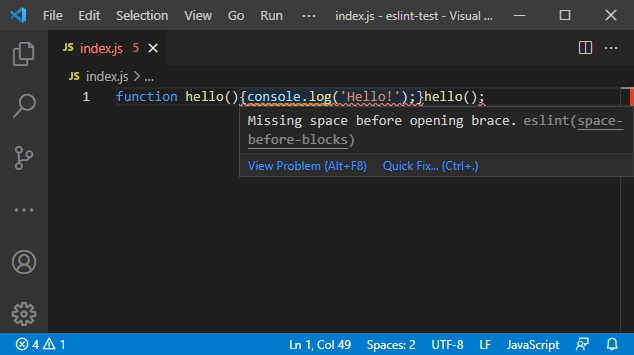 File Edit Selection View Go Run ··· index.js - eslint-test - Visual ...
JS index.js 5
JS index.js > ...
1 function hello(){console.log('Hello!');}hello();
Missing space before opening brace. eslint(space-
before-blocks)
View Problem (Alt+F8) Quick Fix... (Ctrl+.)
4 1 Ln 1, Col 49 Spaces: 2 UTF-8 LF JavaScript